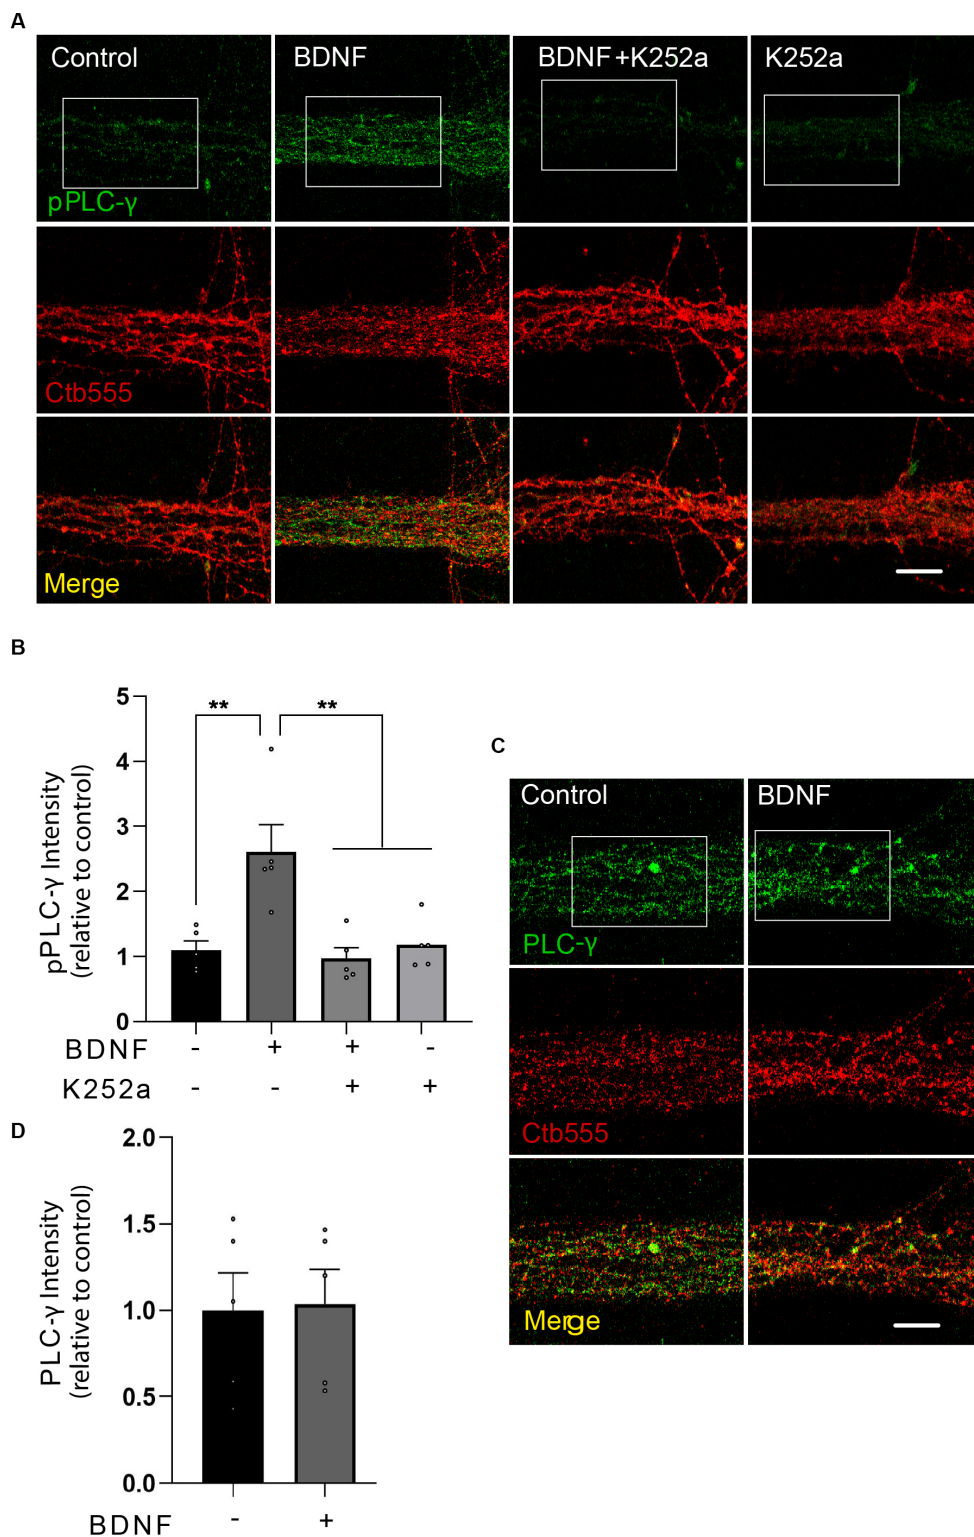 A
Control
BDNF
BDNF+K252a
K252a
pPLC-γ
Ctb555
Merge
B
pPLC-γ Intensity
(relative to control)
5
4
3
2
1
0
**
**
BDNF - + + -
K252a - - + +
C
Control
BDNF
PLC-γ
Ctb555
Merge
D
PLC-γ Intensity
(relative to control)
2.0
1.5
1.0
0.5
0.0
BDNF - +